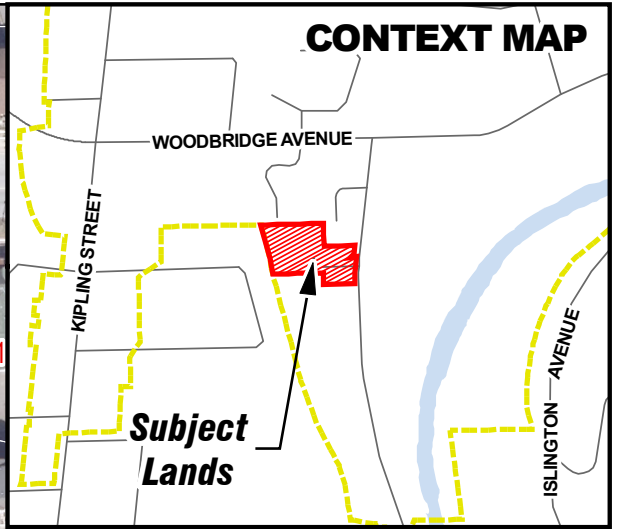 CONTEXT MAP
WOODBRIDGE AVENUE
KIPLING STREET
ISLINGTON AVENUE
Subject
Lands